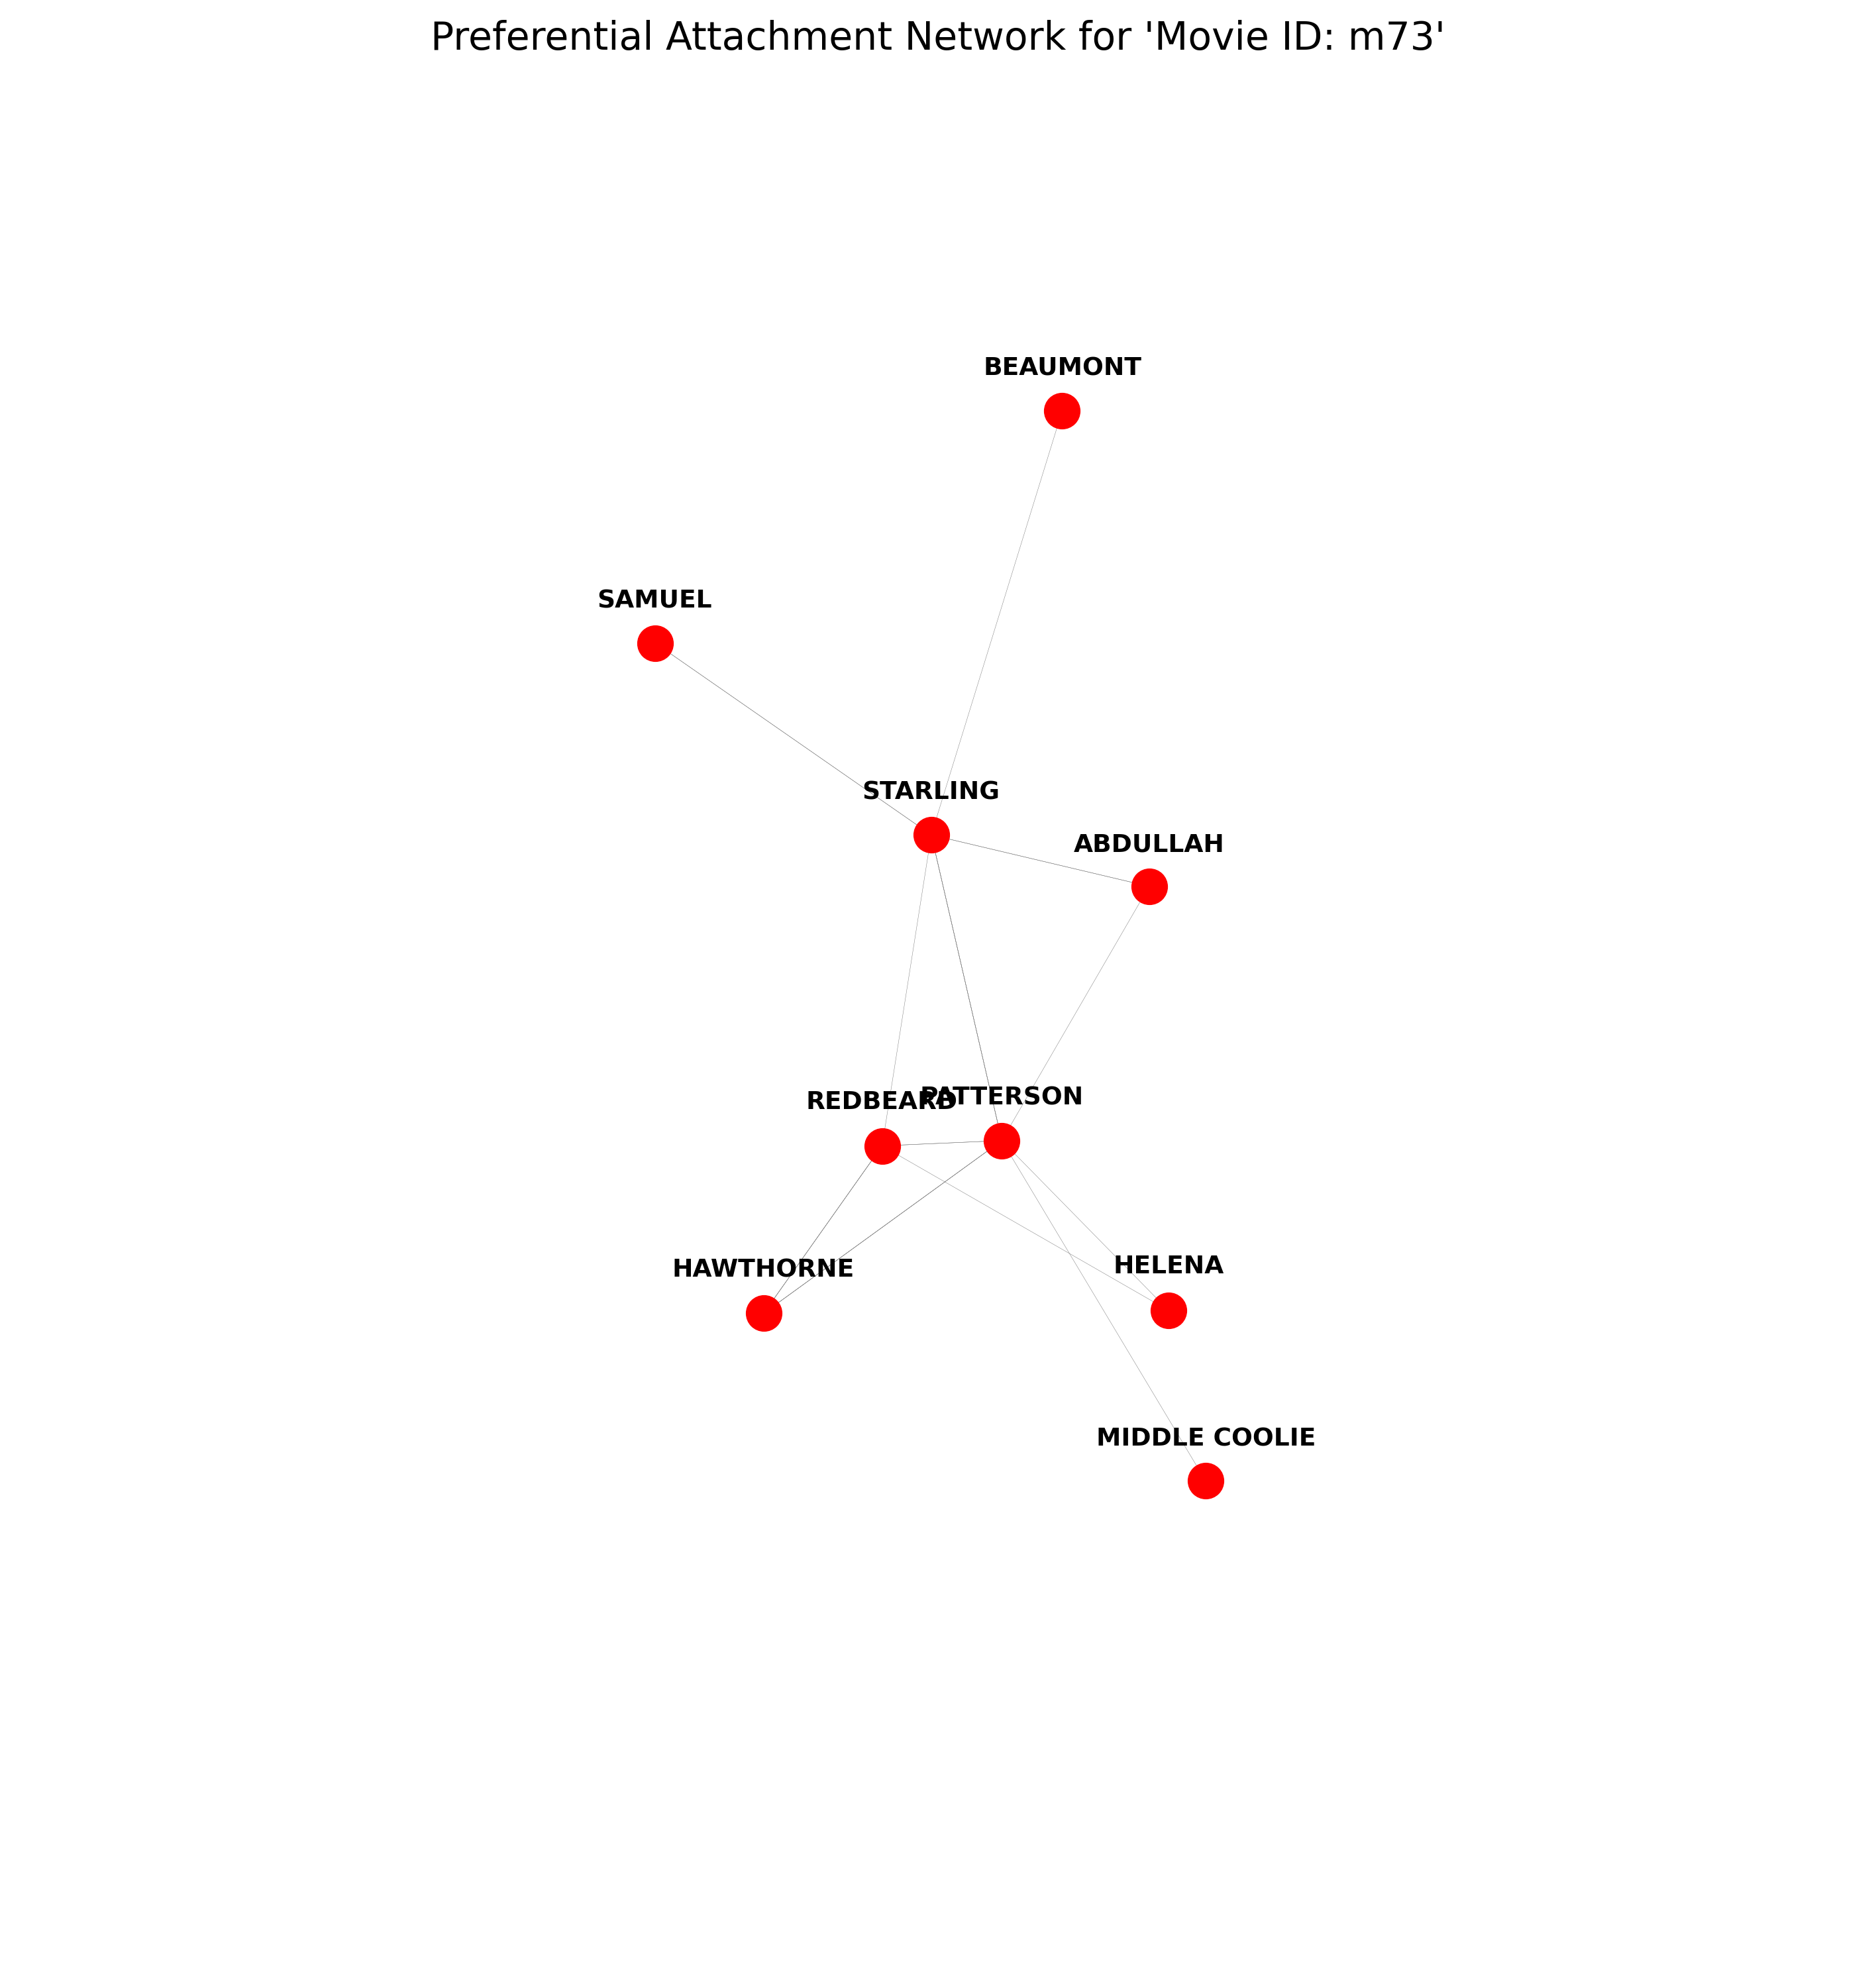 Preferential Attachment Network for 'Movie ID: m73'
BEAUMONT
SAMUEL
STARLING
ABDULLAH
REDBEARD
PATTERSON
HAWTHORNE
HELENA
MIDDLE COOLIE